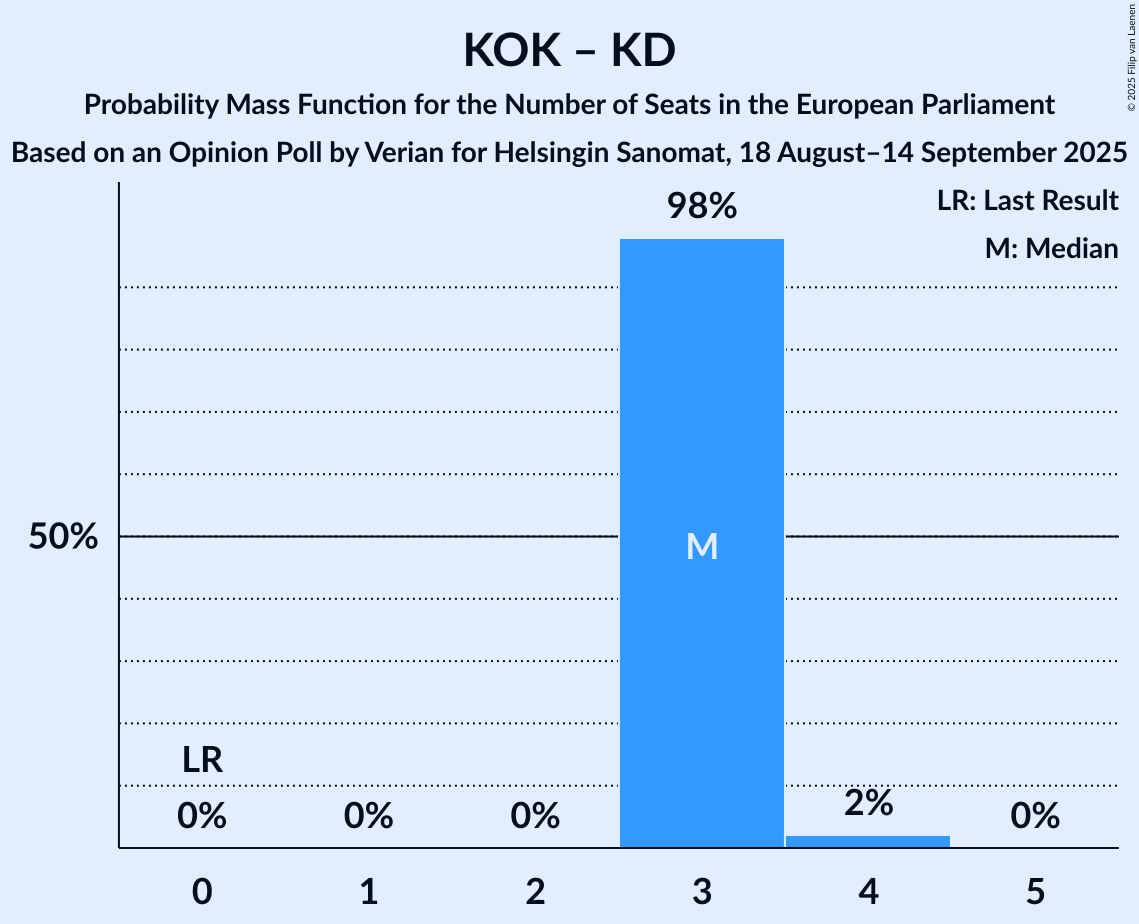 KOK – KD
Probability Mass Function for the Number of Seats in the European Parliament
Based on an Opinion Poll by Verian for Helsingin Sanomat, 18 August–14 September 2025
© 2025 Filip van Laenen
98%
LR: Last Result
M: Median
50%
M
LR
0%
0%
0%
2%
0%
0
1
2
3
4
5